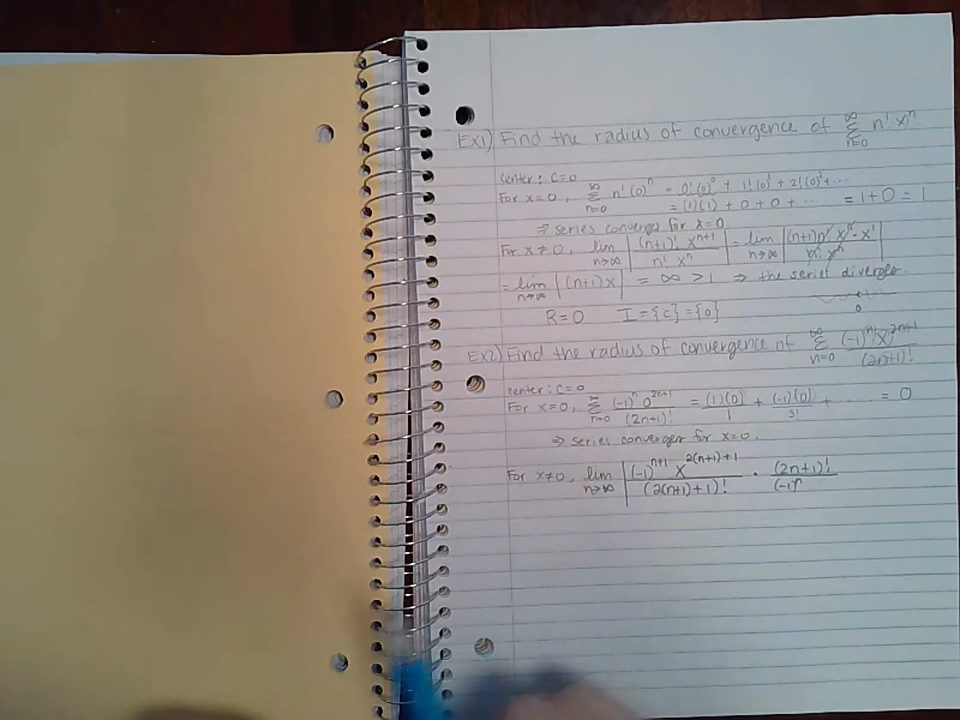 EX1) Find the radius of convergence of ∑_{n=0}^{∞} n! xⁿ
center: c=0
For x=0, ∑_{n=0}^{∞} n! (0)ⁿ = 0!(0)⁰ + 1!(0)¹ + 2!(0)²+...
= (1)(1) + 0 + 0 + ..... = 1+0 = 1
⇒ series converges for x=0
For x≠0, lim_{n→∞} | (n+1)! x^{n+1} / n! xⁿ | = lim_{n→∞} | (n+1)n! xⁿ · x¹ / n! xⁿ |
= lim_{n→∞} | (n+1)x | = ∞ > 1 ⇒ the series diverges.
0
R=0 I={c}={0}
EX2) Find the radius of convergence of ∑_{n=0}^{∞} (-1)ⁿ x^{2n+1} / (2n+1)!
center: c=0
For x=0, ∑_{n=0}^{∞} (-1)ⁿ 0^{2n+1} / (2n+1)! = (1)(0) / 1 + (-1)(0) / 3! + ..... = 0
⇒ series converges for x=0.
For x≠0, lim_{n→∞} | (-1)^{n+1} x^{2(n+1)+1} / (2(n+1)+1)! · (2n+1)! / (-1)ⁿ